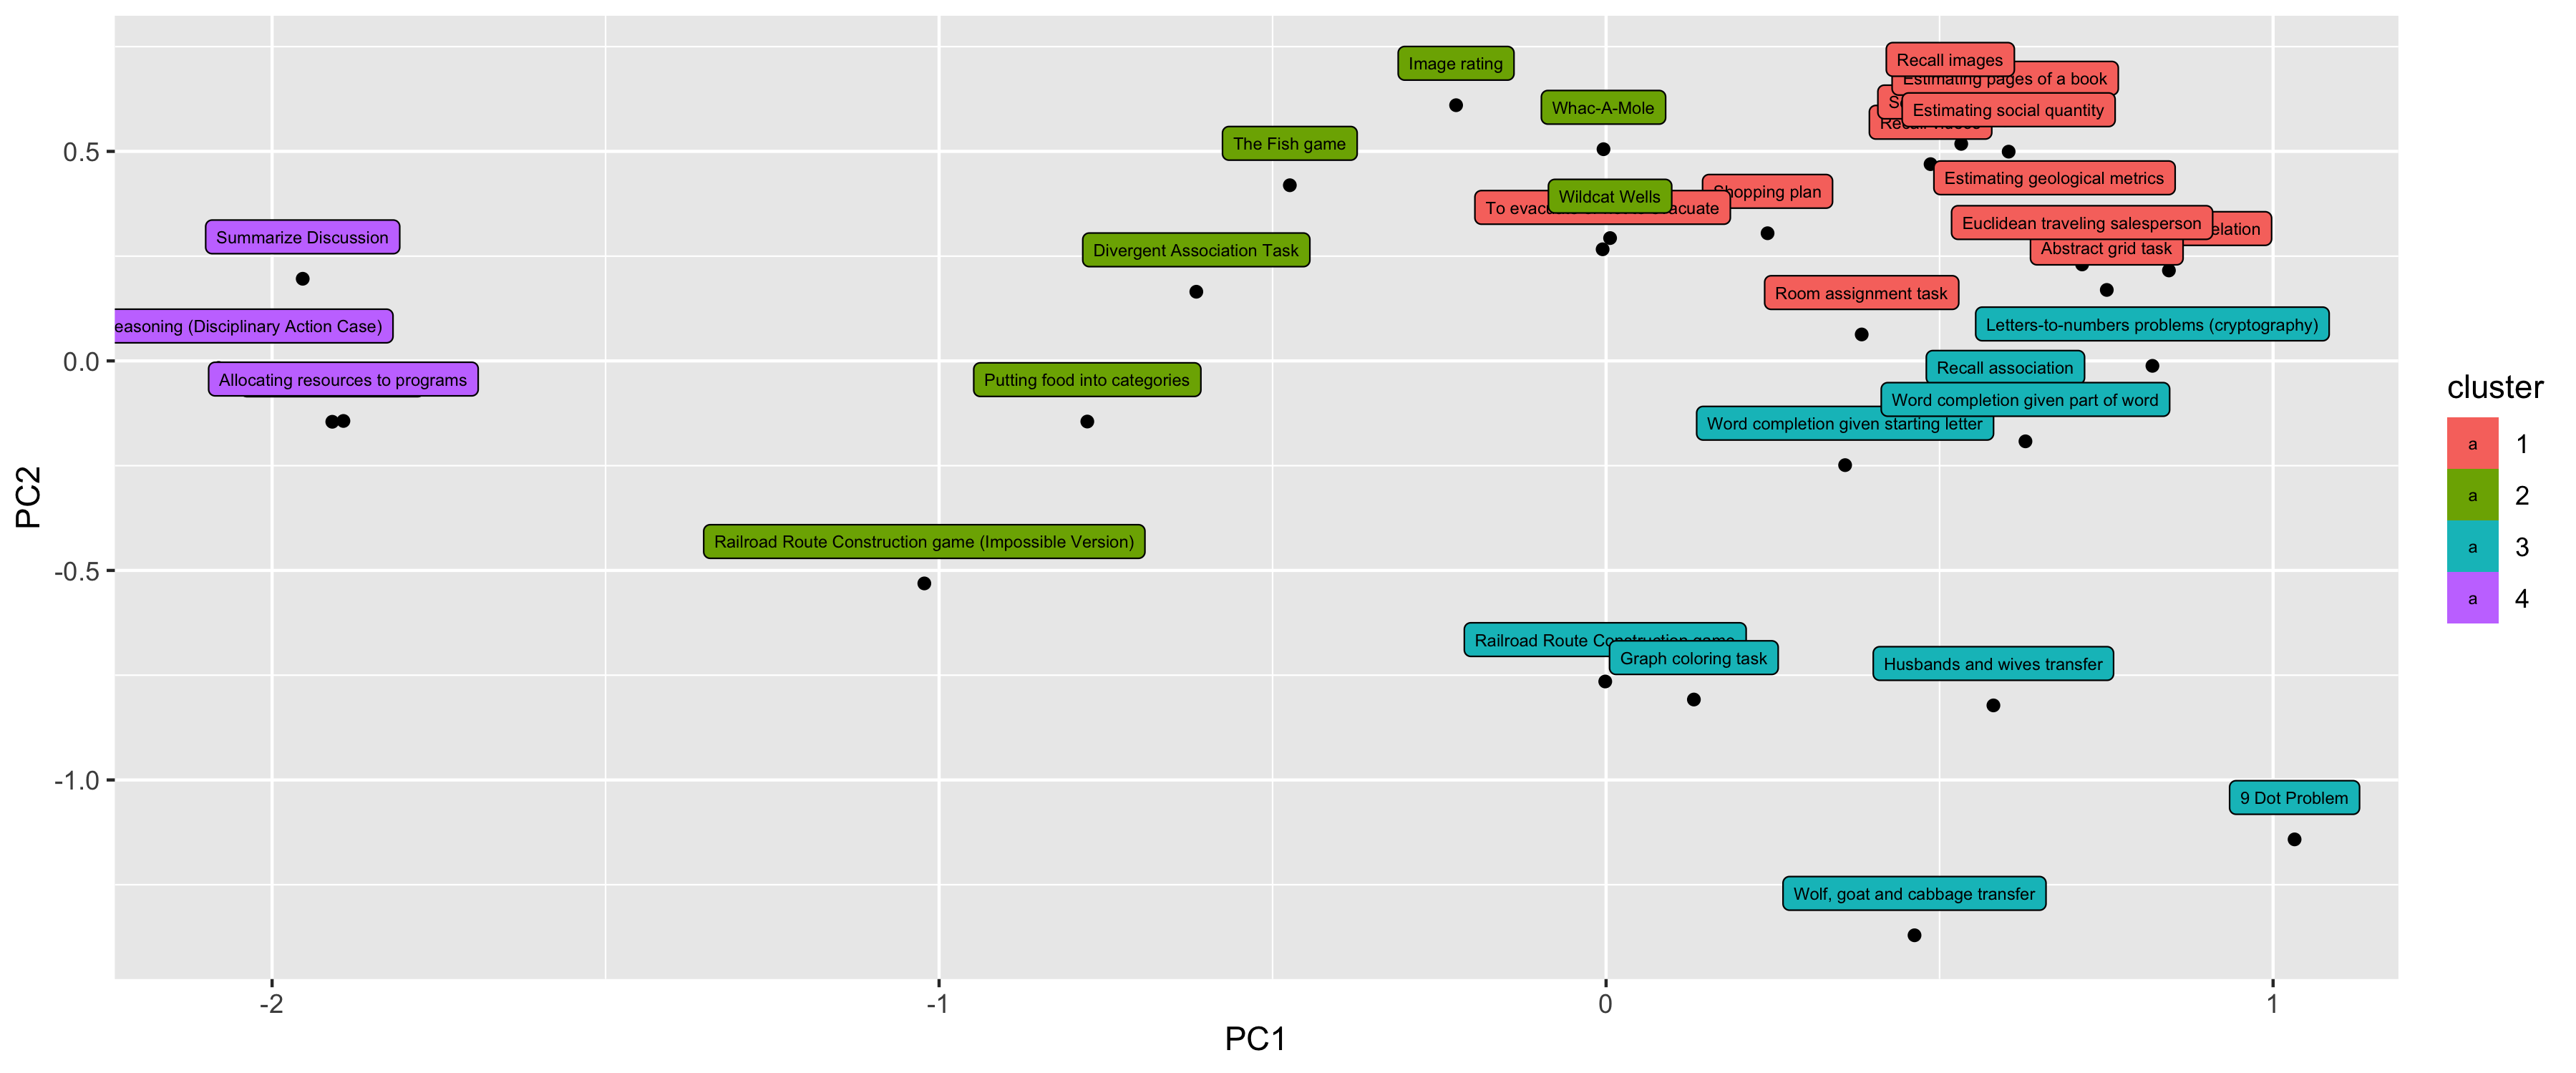 Recall images
Image rating
Estimating pages of a book
Whac-A-Mole
Estimating social quantity
The Fish game
Estimating geological metrics
Shopping plan
Wildcat Wells
To evacuate
Euclidean traveling salesperson
Summarize Discussion
Divergent Association Task
Abstract grid task
Room assignment task
Letters-to-numbers problems (cryptography)
easoning (Disciplinary Action Case)
Recall association
Allocating resources to programs
Putting food into categories
Word completion given part of word
Word completion given starting letter
Railroad Route Construction game (Impossible Version)
Railroad Route Construction game
Graph coloring task
Husbands and wives transfer
9 Dot Problem
Wolf, goat and cabbage transfer
0.5
0.0
-0.5
-1.0
PC2
-2
-1
0
1
PC1
cluster
a 1
a 2
a 3
a 4